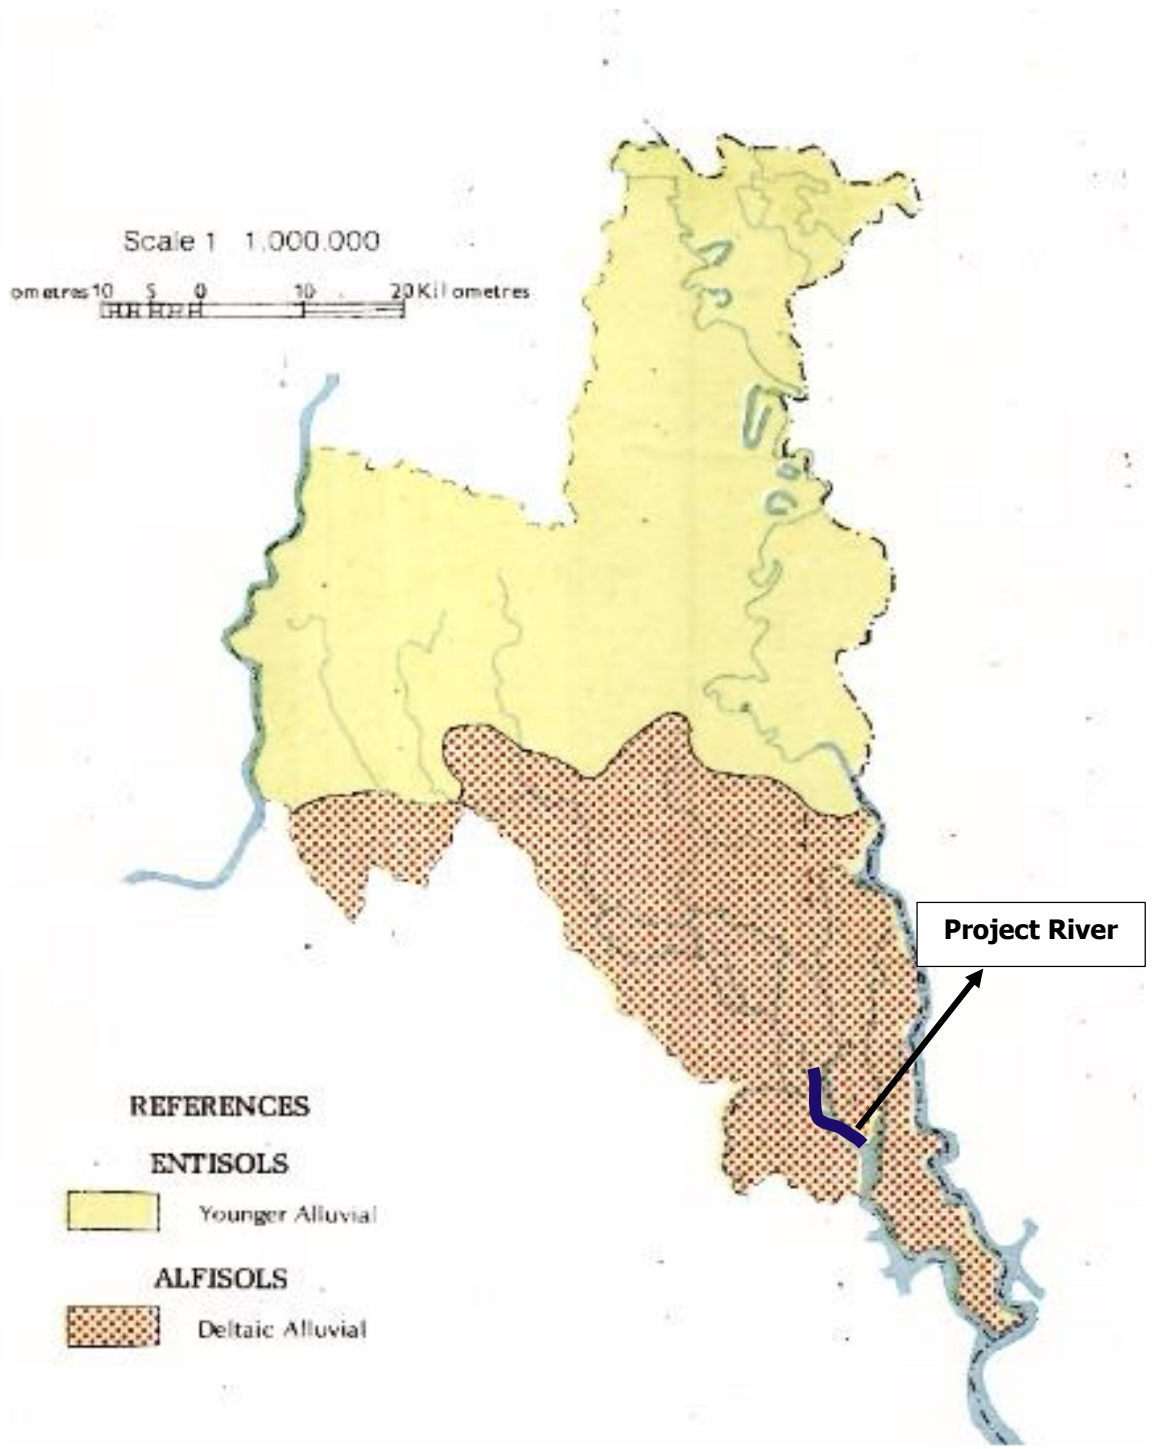 Scale 1 1.000.000
ometres 10 5 0 10 20 Kilometres
Project River
REFERENCES
ENTISOLS
Younger Alluvial
ALFISOLS
Deltaic Alluvial